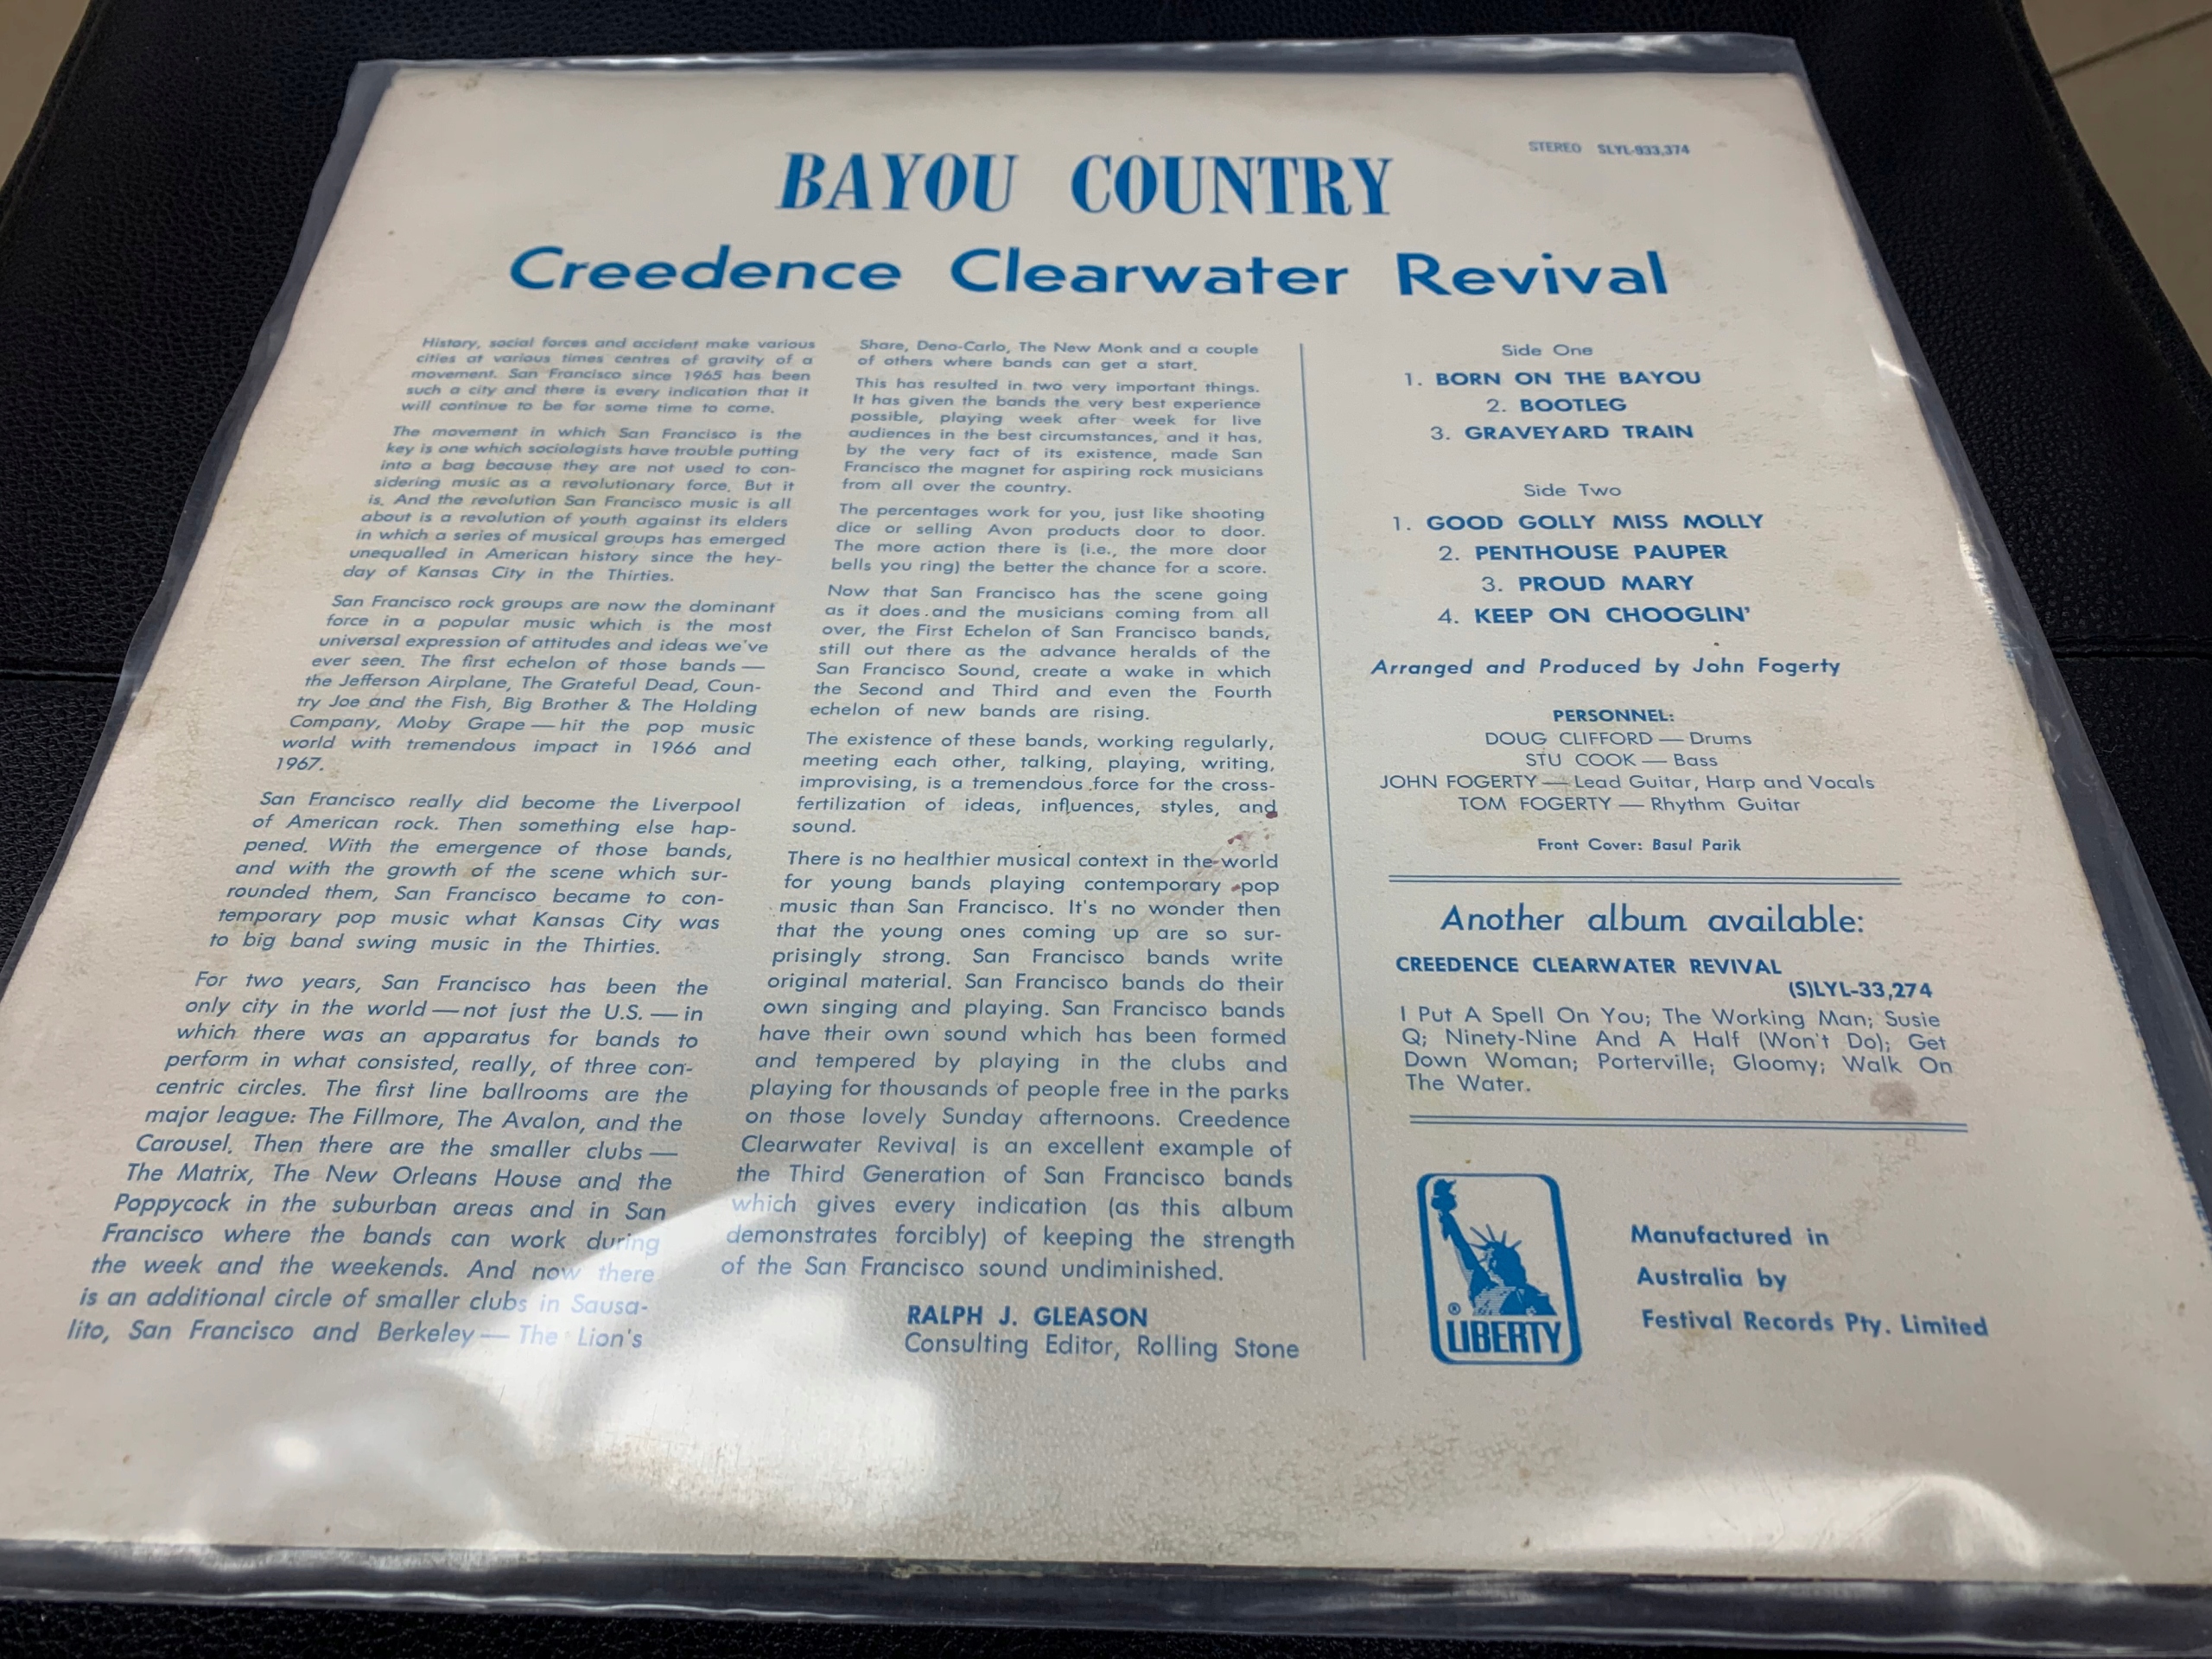 STEREO SLYL-933,374
BAYOU COUNTRY
Creedence Clearwater Revival
History, social forces and accident make various
cities at various times centres of gravity of a
movement. San Francisco since 1965 has been
such a city and there is every indication that it
will continue to be for some time to come.
The movement in which San Francisco is the
key is one which sociologists have trouble putting
into a bag because they are not used to con-
sidering music as a revolutionary force. But it
is. And the revolution San Francisco music is all
about is a revolution of youth against its elders
in which a series of musical groups has emerged
unequalled in American history since the hey-
day of Kansas City in the Thirties.
San Francisco rock groups are now the dominant
force in a popular music which is the most
universal expression of attitudes and ideas we've
ever seen. The first echelon of those bands —
the Jefferson Airplane, The Grateful Dead, Coun-
try Joe and the Fish, Big Brother & The Holding
Company, Moby Grape — hit the pop music
world with tremendous impact in 1966 and
1967.
San Francisco really did become the Liverpool
of American rock. Then something else hap-
pened. With the emergence of those bands,
and with the growth of the scene which sur-
rounded them, San Francisco became to con-
temporary pop music what Kansas City was
to big band swing music in the Thirties.
For two years, San Francisco has been the
only city in the world — not just the U.S. — in
which there was an apparatus for bands to
perform in what consisted, really, of three con-
centric circles. The first line ballrooms are the
major league: The Fillmore, The Avalon, and the
Carousel. Then there are the smaller clubs —
The Matrix, The New Orleans House and the
Poppycock in the suburban areas and in San
Francisco where the bands can work during
the week and the weekends. And now there
is an additional circle of smaller clubs in Sausa-
lito, San Francisco and Berkeley — The Lion's
Share, Deno-Carlo, The New Monk and a couple
of others where bands can get a start.
This has resulted in two very important things.
It has given the bands the very best experience
possible, playing week after week for live
audiences in the best circumstances, and it has,
by the very fact of its existence, made San
Francisco the magnet for aspiring rock musicians
from all over the country.
The percentages work for you, just like shooting
dice or selling Avon products door to door.
The more action there is (i.e., the more door
bells you ring) the better the chance for a score.
Now that San Francisco has the scene going
as it does and the musicians coming from all
over, the First Echelon of San Francisco bands,
still out there as the advance heralds of the
San Francisco Sound, create a wake in which
the Second and Third and even the Fourth
echelon of new bands are rising.
The existence of these bands, working regularly,
meeting each other, talking, playing, writing,
improvising, is a tremendous force for the cross-
fertilization of ideas, influences, styles, and
sound.
There is no healthier musical context in the world
for young bands playing contemporary pop
music than San Francisco. It's no wonder then
that the young ones coming up are so sur-
prisingly strong. San Francisco bands write
original material. San Francisco bands do their
own singing and playing. San Francisco bands
have their own sound which has been formed
and tempered by playing in the clubs and
playing for thousands of people free in the parks
on those lovely Sunday afternoons. Creedence
Clearwater Revival is an excellent example of
the Third Generation of San Francisco bands
which gives every indication (as this album
demonstrates forcibly) of keeping the strength
of the San Francisco sound undiminished.
RALPH J. GLEASON
Consulting Editor, Rolling Stone
Side One
1. BORN ON THE BAYOU
2. BOOTLEG
3. GRAVEYARD TRAIN
Side Two
1. GOOD GOLLY MISS MOLLY
2. PENTHOUSE PAUPER
3. PROUD MARY
4. KEEP ON CHOOGLIN'
Arranged and Produced by John Fogerty
PERSONNEL:
DOUG CLIFFORD — Drums
STU COOK — Bass
JOHN FOGERTY — Lead Guitar, Harp and Vocals
TOM FOGERTY — Rhythm Guitar
Front Cover: Basul Parik
Another album available:
CREEDENCE CLEARWATER REVIVAL
(S)LYL-33,274
I Put A Spell On You; The Working Man; Susie
Q; Ninety-Nine And A Half (Won't Do); Get
Down Woman; Porterville; Gloomy; Walk On
The Water.
® LIBERTY
Manufactured in
Australia by
Festival Records Pty. Limited